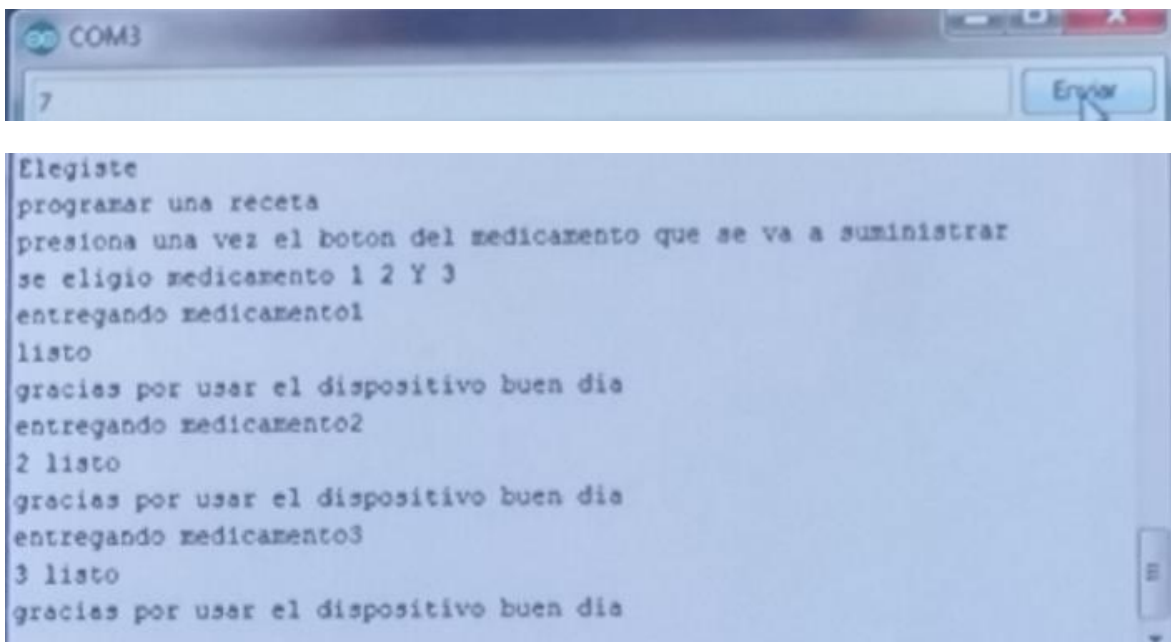 COM3
7
Enviar
Elegiste
programar una receta
presiona una vez el boton del medicamento que se va a suministrar
se eligio medicamento 1 2 Y 3
entregando medicamento1
listo
gracias por usar el dispositivo buen dia
entregando medicamento2
2 listo
gracias por usar el dispositivo buen dia
entregando medicamento3
3 listo
gracias por usar el dispositivo buen dia